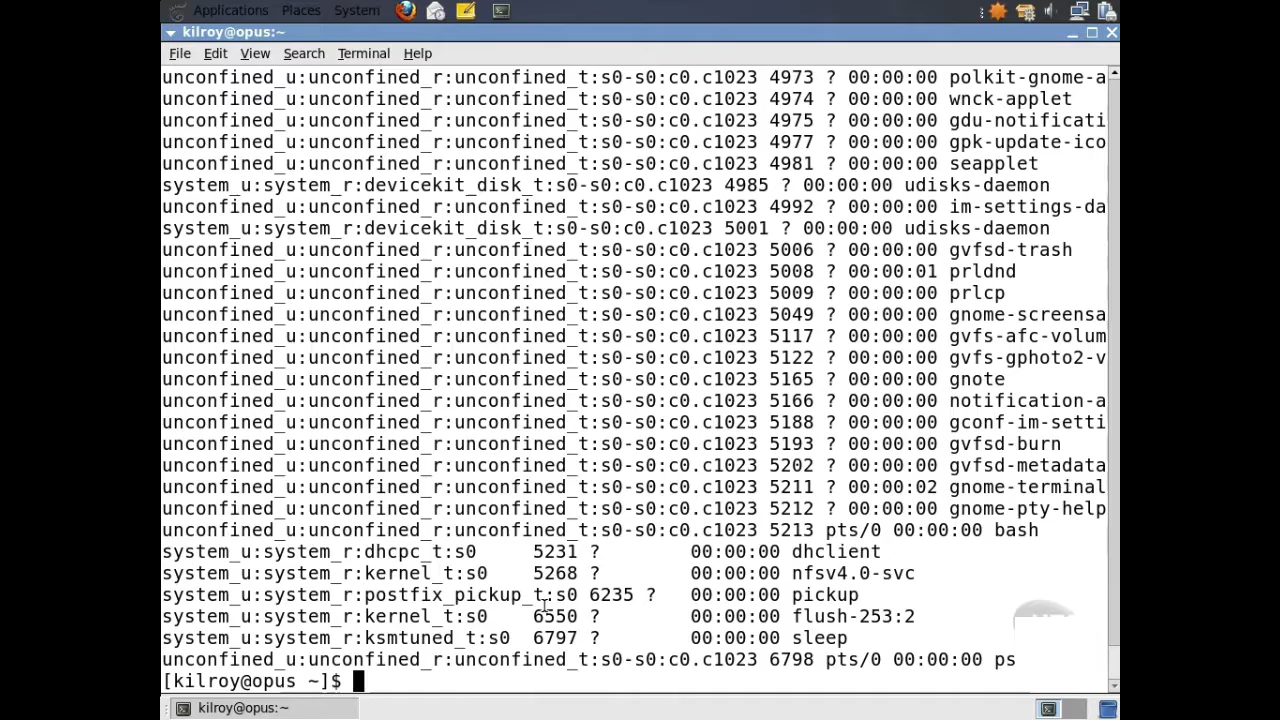 Applications Places System
kilroy@opus:~
File Edit View Search Terminal Help
unconfined_u:unconfined_r:unconfined_t:s0-s0:c0.c1023 4973 ? 00:00:00 polkit-gnome-a
unconfined_u:unconfined_r:unconfined_t:s0-s0:c0.c1023 4974 ? 00:00:00 wnck-applet
unconfined_u:unconfined_r:unconfined_t:s0-s0:c0.c1023 4975 ? 00:00:00 gdu-notificati
unconfined_u:unconfined_r:unconfined_t:s0-s0:c0.c1023 4977 ? 00:00:00 gpk-update-ico
unconfined_u:unconfined_r:unconfined_t:s0-s0:c0.c1023 4981 ? 00:00:00 seapplet
system_u:system_r:devicekit_disk_t:s0-s0:c0.c1023 4985 ? 00:00:00 udisks-daemon
unconfined_u:unconfined_r:unconfined_t:s0-s0:c0.c1023 4992 ? 00:00:00 im-settings-da
system_u:system_r:devicekit_disk_t:s0-s0:c0.c1023 5001 ? 00:00:00 udisks-daemon
unconfined_u:unconfined_r:unconfined_t:s0-s0:c0.c1023 5006 ? 00:00:00 gvfsd-trash
unconfined_u:unconfined_r:unconfined_t:s0-s0:c0.c1023 5008 ? 00:00:01 prldnd
unconfined_u:unconfined_r:unconfined_t:s0-s0:c0.c1023 5009 ? 00:00:00 prlcp
unconfined_u:unconfined_r:unconfined_t:s0-s0:c0.c1023 5049 ? 00:00:00 gnome-screensa
unconfined_u:unconfined_r:unconfined_t:s0-s0:c0.c1023 5117 ? 00:00:00 gvfs-afc-volum
unconfined_u:unconfined_r:unconfined_t:s0-s0:c0.c1023 5122 ? 00:00:00 gvfs-gphoto2-v
unconfined_u:unconfined_r:unconfined_t:s0-s0:c0.c1023 5165 ? 00:00:00 gnote
unconfined_u:unconfined_r:unconfined_t:s0-s0:c0.c1023 5166 ? 00:00:00 notification-a
unconfined_u:unconfined_r:unconfined_t:s0-s0:c0.c1023 5188 ? 00:00:00 gconf-im-setti
unconfined_u:unconfined_r:unconfined_t:s0-s0:c0.c1023 5193 ? 00:00:00 gvfsd-burn
unconfined_u:unconfined_r:unconfined_t:s0-s0:c0.c1023 5202 ? 00:00:00 gvfsd-metadata
unconfined_u:unconfined_r:unconfined_t:s0-s0:c0.c1023 5211 ? 00:00:02 gnome-terminal
unconfined_u:unconfined_r:unconfined_t:s0-s0:c0.c1023 5212 ? 00:00:00 gnome-pty-help
unconfined_u:unconfined_r:unconfined_t:s0-s0:c0.c1023 5213 pts/0 00:00:00 bash
system_u:system_r:dhcpc_t:s0 5231 ? 00:00:00 dhclient
system_u:system_r:kernel_t:s0 5268 ? 00:00:00 nfsv4.0-svc
system_u:system_r:postfix_pickup_t:s0 6235 ? 00:00:00 pickup
system_u:system_r:kernel_t:s0 6550 ? 00:00:00 flush-253:2
system_u:system_r:ksmtuned_t:s0 6797 ? 00:00:00 sleep
unconfined_u:unconfined_r:unconfined_t:s0-s0:c0.c1023 6798 pts/0 00:00:00 ps
[kilroy@opus ~]$
kilroy@opus:~